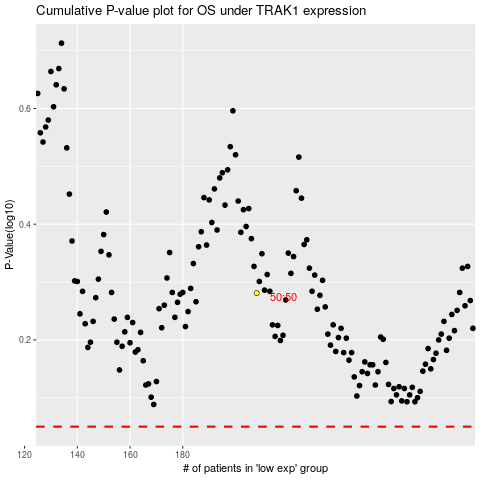 Cumulative P-value plot for OS under TRAK1 expression
P-Value(log10)
0.6
0.4
0.2
50:50
120 140 160 180
# of patients in 'low exp' group